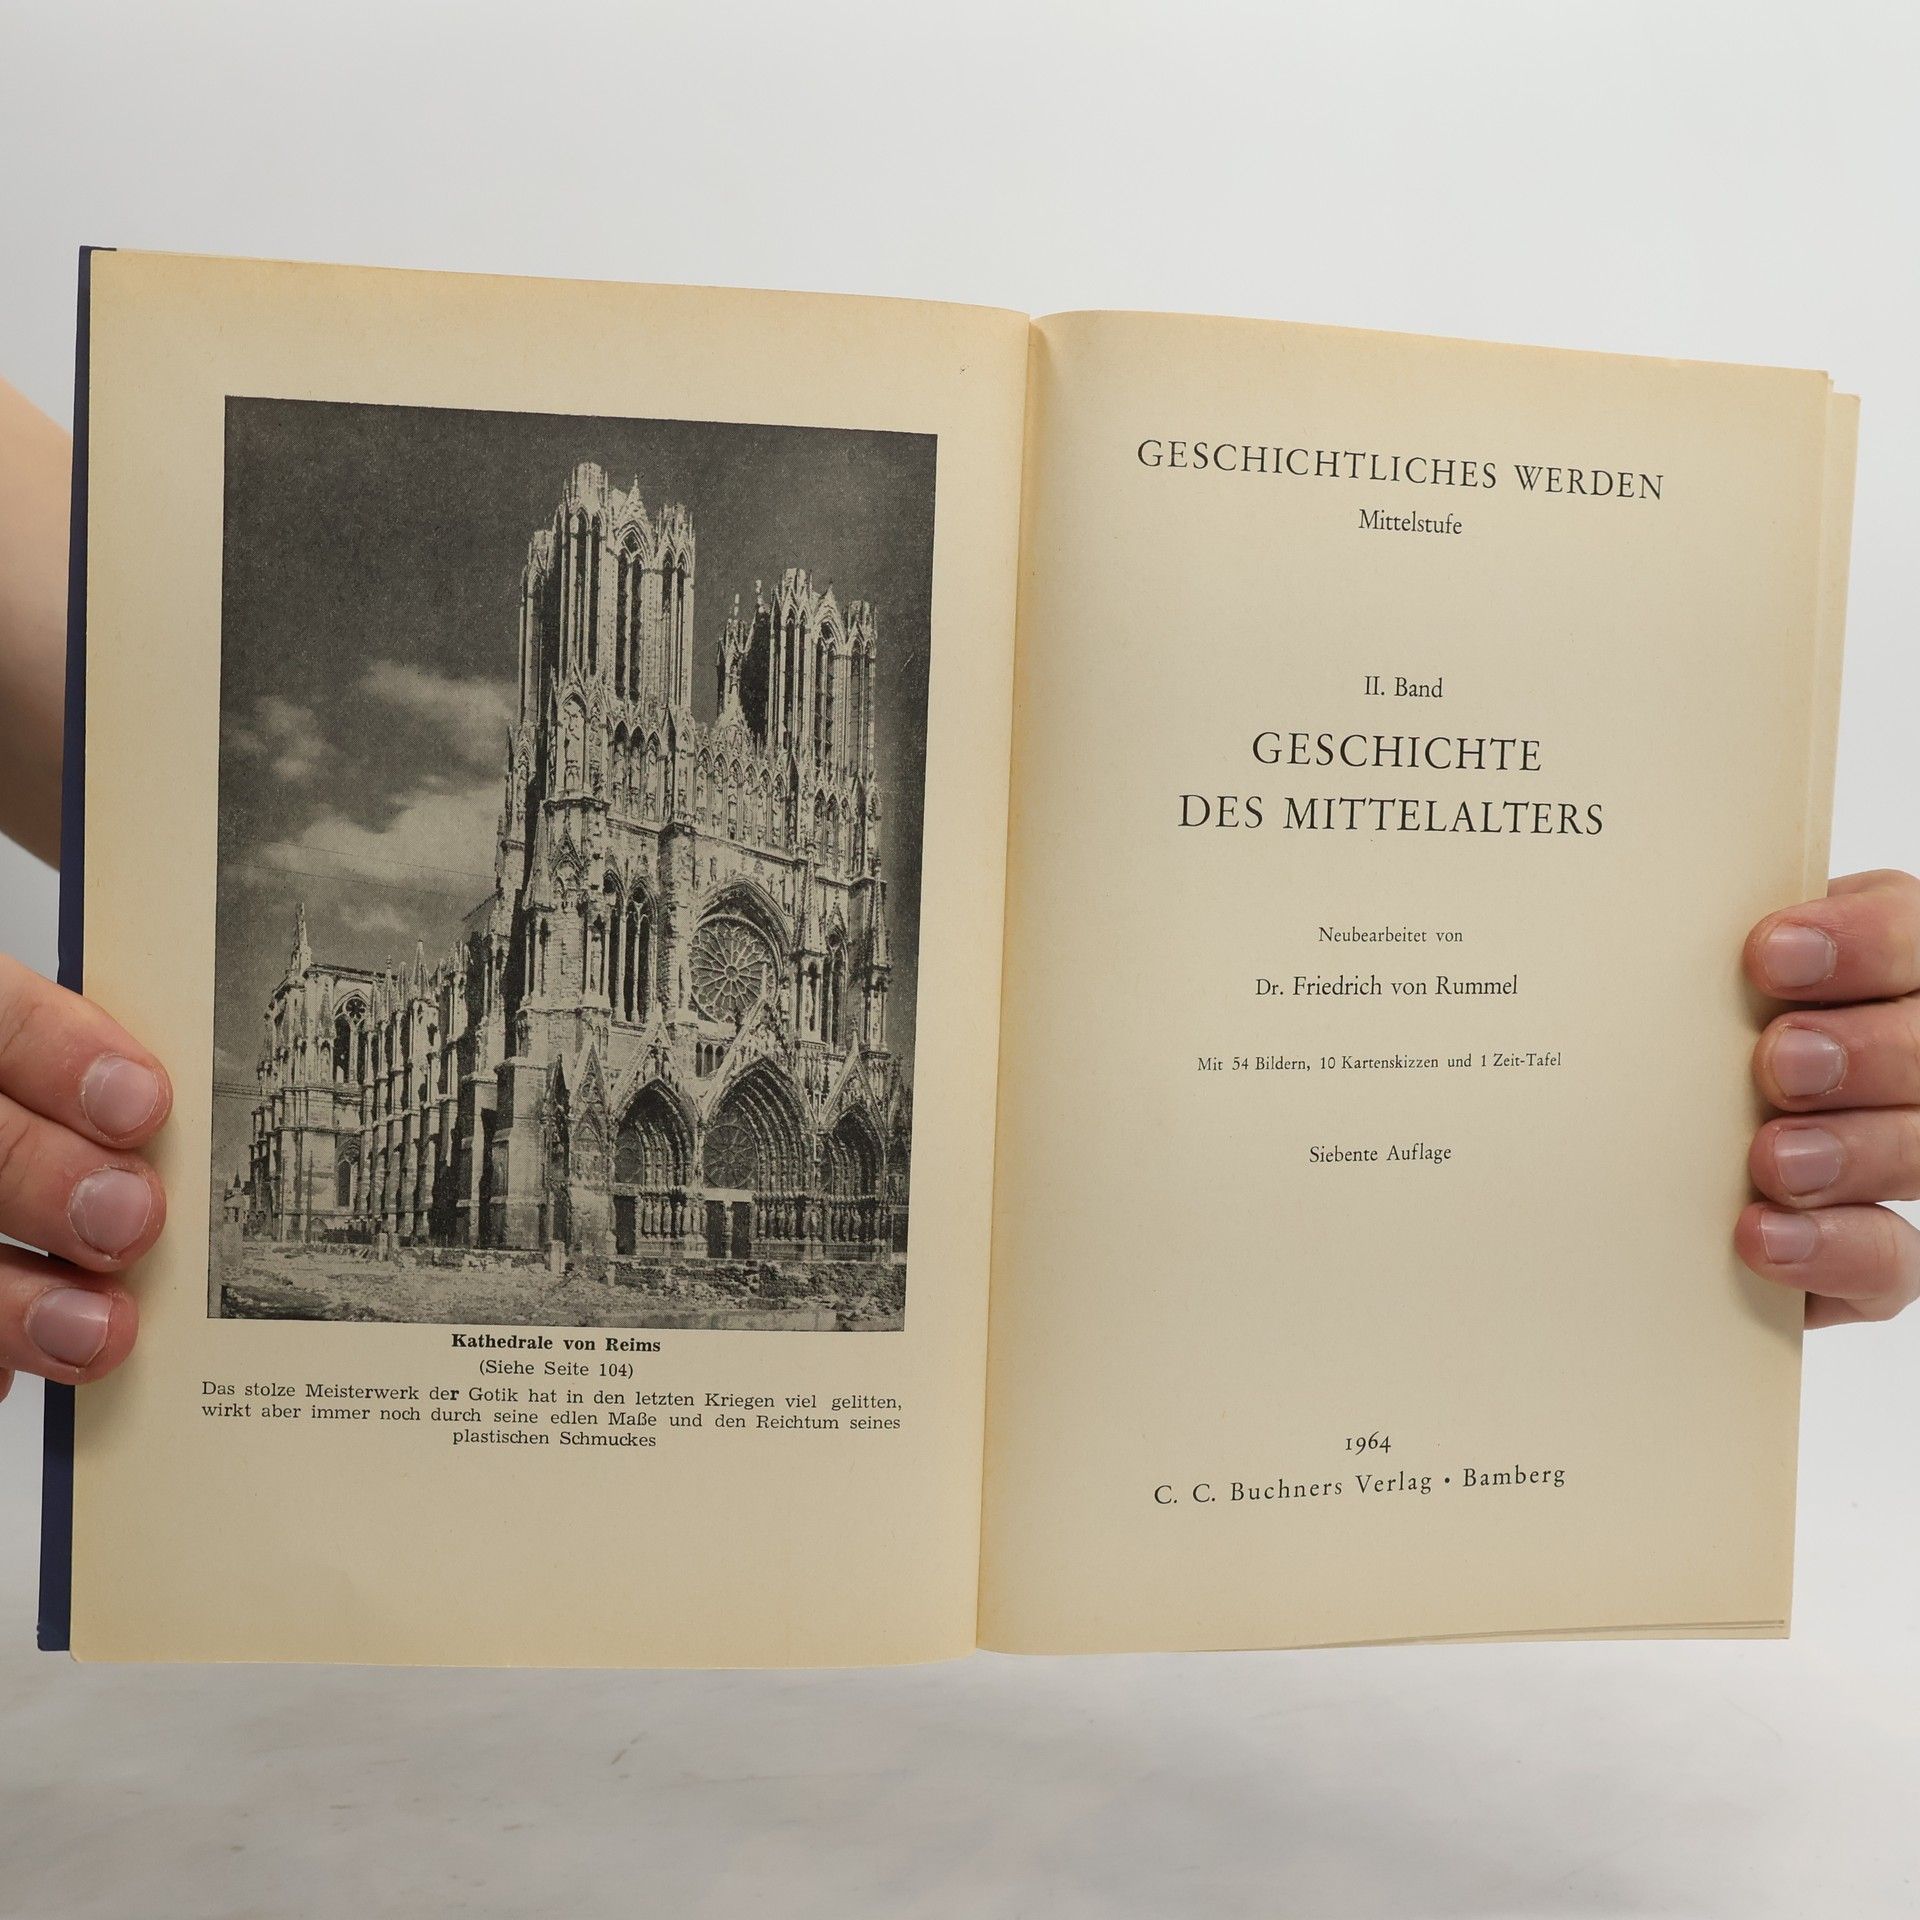 Kathedrale von Reims
(Siehe Seite 104)
Das stolze Meisterwerk der Gotik hat in den letzten Kriegen viel gelitten,
wirkt aber immer noch durch seine edlen Maße und den Reichtum seines
plastischen Schmuckes
GESCHICHTLICHES WERDEN
Mittelstufe
II. Band
GESCHICHTE
DES MITTELALTERS
Neubearbeitet von
Dr. Friedrich von Rummel
Mit 54 Bildern, 10 Kartenskizzen und 1 Zeit-Tafel
Siebente Auflage
1964
C. C. Buchners Verlag • Bamberg